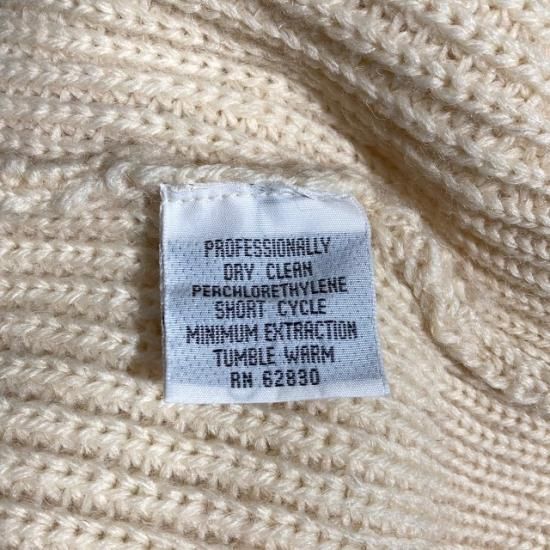 PROFESSIONALLY
DRY CLEAN
PERCHLORETHYLENE
SHORT CYCLE
MINIMUM EXTRACTION
TUMBLE WARM
RN 62830